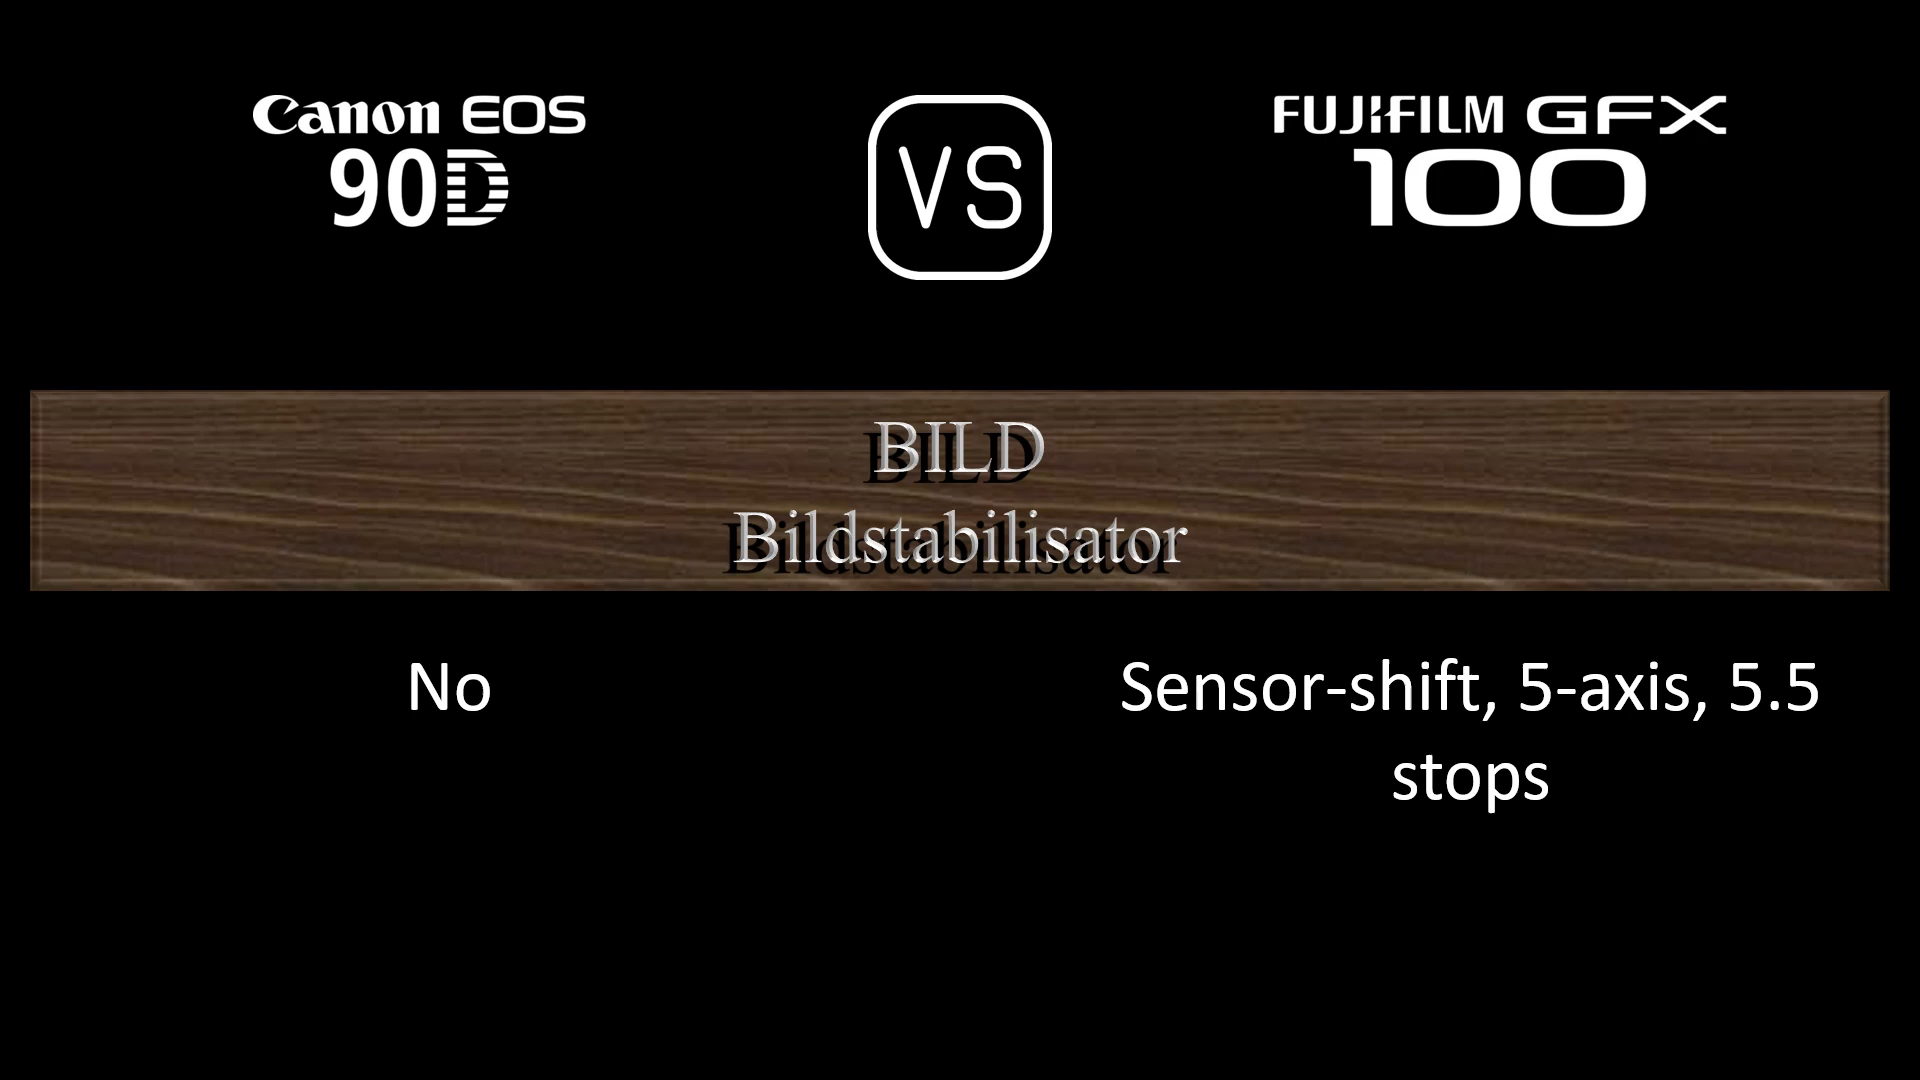 Canon EOS
90D
VS
FUJIFILM GFX
100
BILD
Bildstabilisator
No
Sensor-shift, 5-axis, 5.5
stops